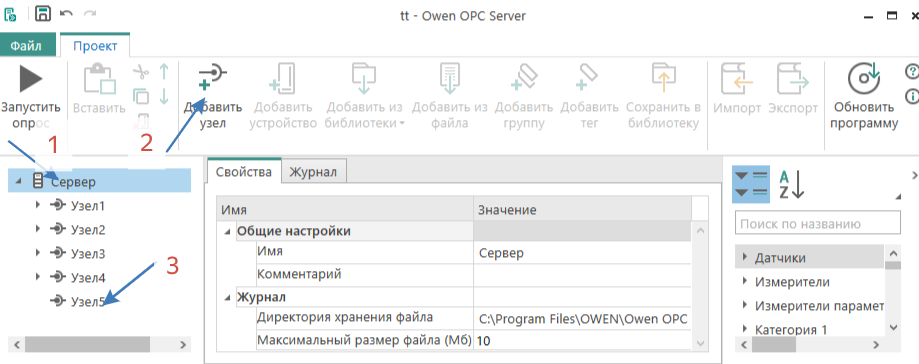 tt - Owen OPC Server
Файл
Проект
Запустить опрос
Вставить
Добавить узел
Добавить устройство
Добавить из библиотеки
Добавить из файла
Добавить группу
Добавить тег
Сохранить в библиотеку
Импорт
Экспорт
Обновить программу
1
2
Сервер
Узел1
Узел2
Узел3
Узел4
Узел5
3
Свойства
Журнал
Имя
Значение
Общие настройки
Имя
Сервер
Комментарий
Журнал
Директория хранения файла
C:\Program Files\OWEN\Owen OPC
Максимальный размер файла (Мб)
10
A
Z
Поиск по названию
Датчики
Измерители
Измерители парамет
Категория 1